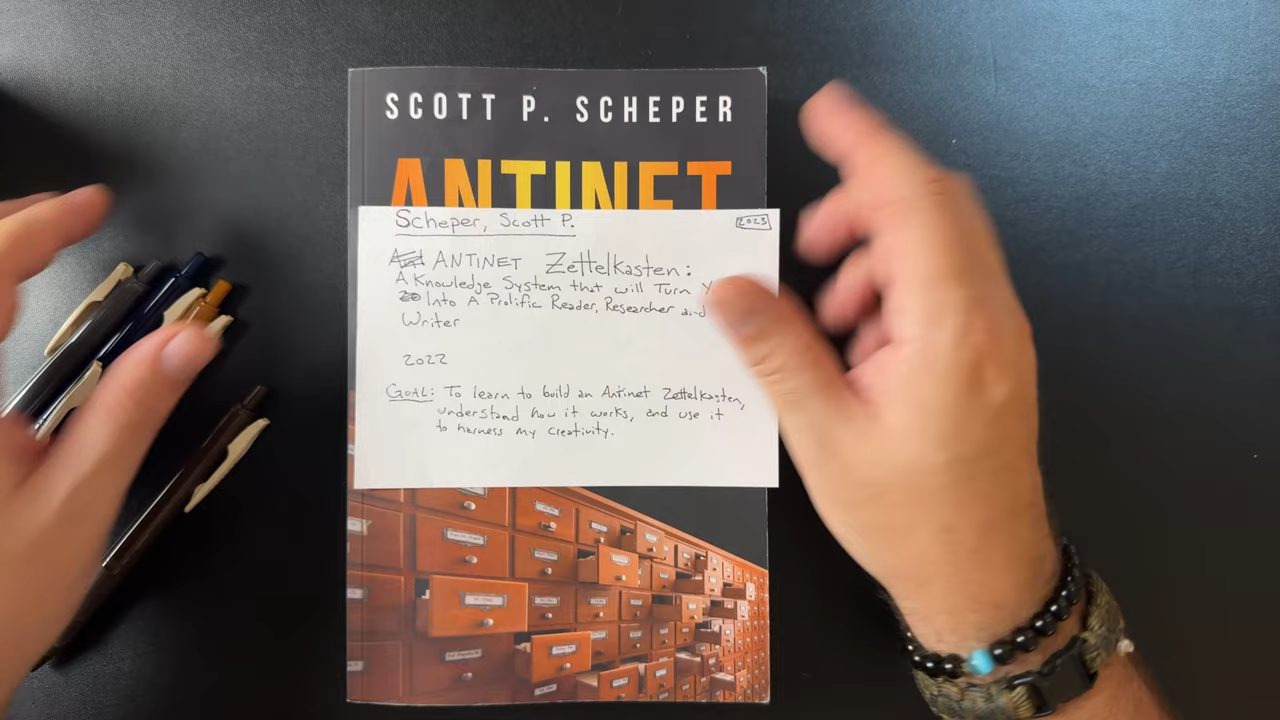 SCOTT P. SCHEPER
ANTINET
Scheper, Scott P.
2023
ANTINET Zettelkasten:
A Knowledge System that will Turn
Into A Prolific Reader, Researcher and
Writer
2022
GOAL: To learn to build an Antinet Zettelkasten,
understand how it works, and use it
to harness my creativity.